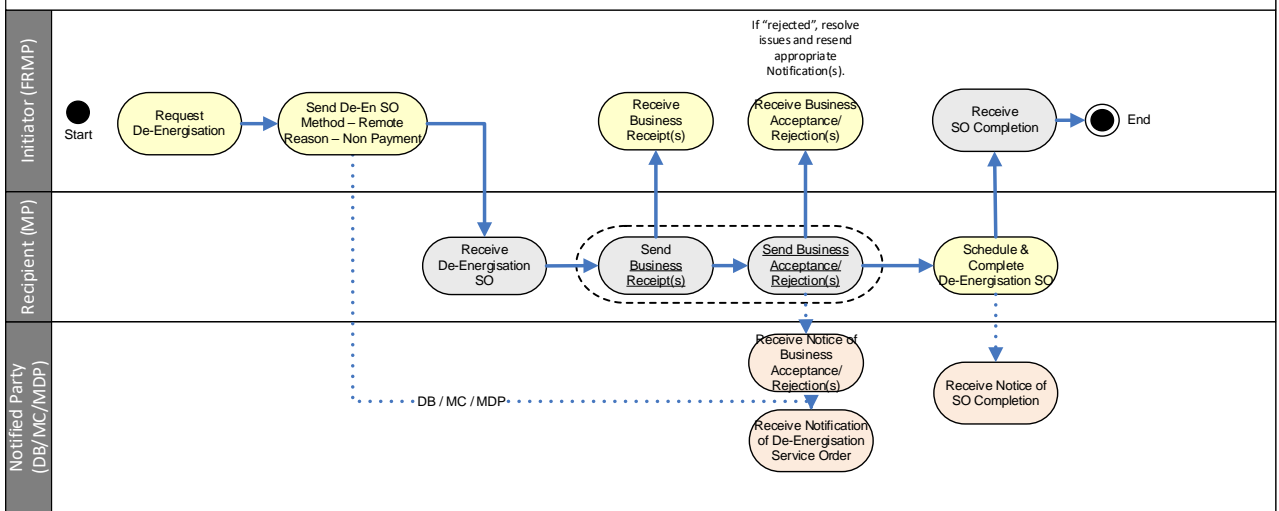 Initiator (FRMP)
Start
Request
De-Energisation
Send De-En SO
Method – Remote
Reason – Non Payment
Receive
Business
Receipt(s)
If “rejected”, resolve
issues and resend
appropriate
Notification(s).
Receive Business
Acceptance/
Rejection(s)
Receive
SO Completion
End
Recipient (MP)
Receive
De-Energisation
SO
Send
Business
Receipt(s)
Send Business
Acceptance/
Rejection(s)
Schedule &
Complete
De-Energisation SO
Notified Party
(DB/ MC/MDP)
DB / MC / MDP
Receive Notice of
Business
Acceptance/
Rejection(s)
Receive Notification
of De-Energisation
Service Order
Receive Notice of
SO Completion